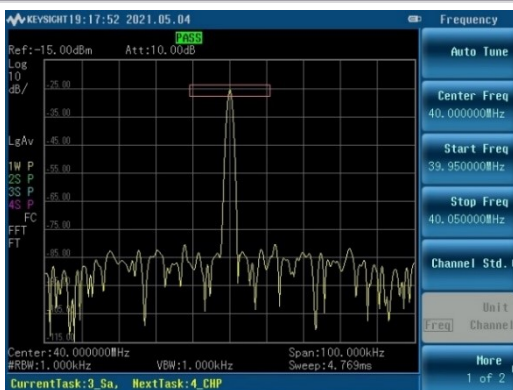 KEYSIGHT 19:17:52 2021.05.04
Frequency
PASS
Ref:-15.00dBm Att:10.00dB
Log
10
dB/
-25.00
-35.00
LgAv
-55.00
1W P
2S P
3S P
-65.00
4S P
FC
-75.00
FFT
FT
-85.00
-115.00
Center:40.000000MHz Span:100.000kHz
#RBW:1.000kHz VBW:1.000kHz Sweep:4.769ms
CurrentTask:3_Sa, NextTask:4_CHP
Auto Tune
Center Freq
40.000000MHz
Start Freq
39.950000MHz
Stop Freq
40.050000MHz
Channel Std.
Unit
Freq Channel
More
1 of 2